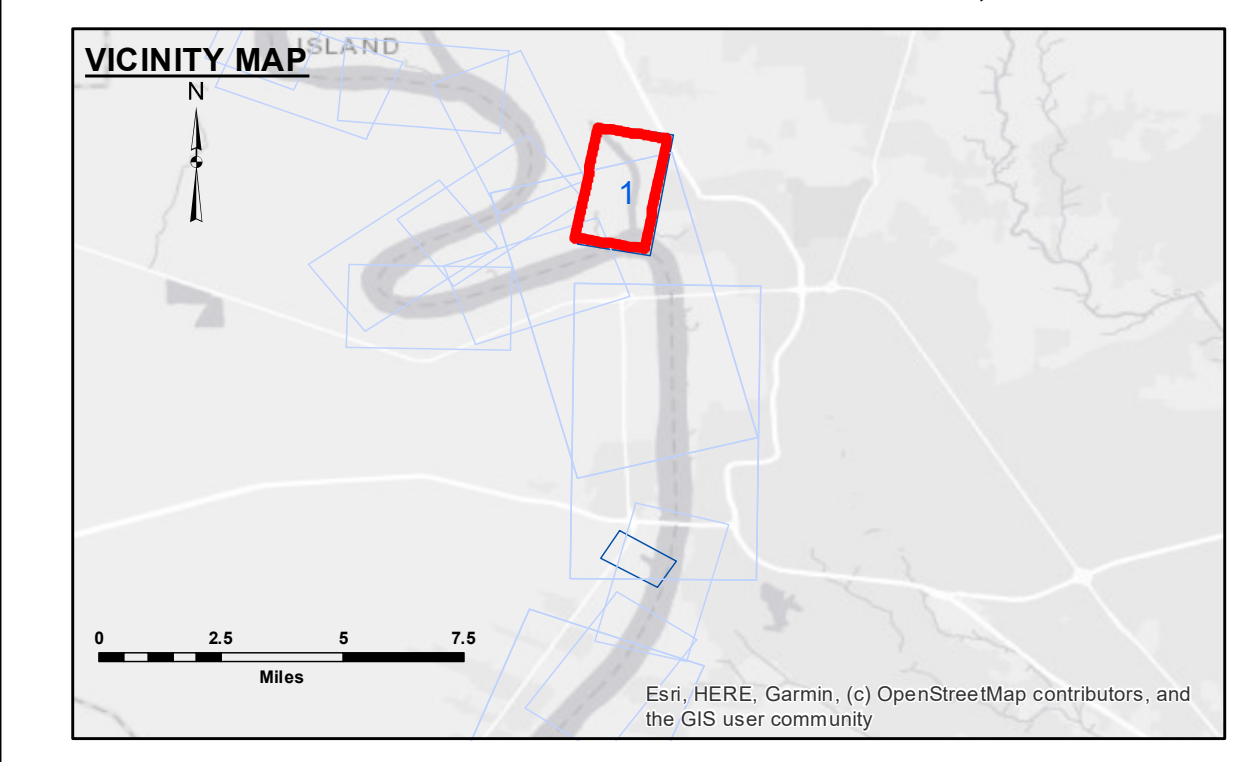 ISLAND
VICINITY MAP
N
1
0 2.5 5 7.5
Miles
Esri, HERE, Garmin, (c) OpenStreetMap contributors, and
the GIS user community